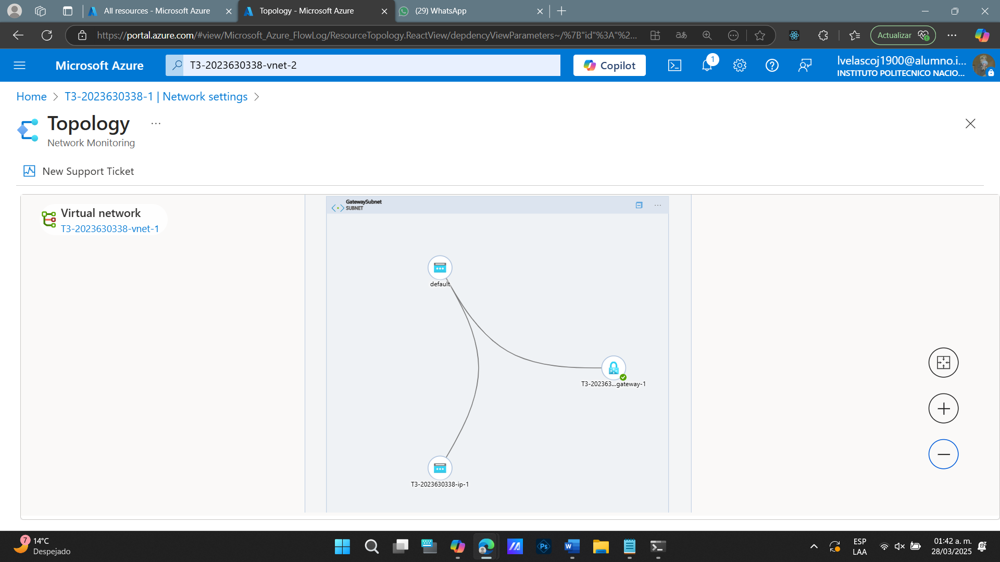 All resources - Microsoft Azure
Topology - Microsoft Azure
(29) WhatsApp
https://portal.azure.com/#view/Microsoft_Azure_FlowLog/ResourceTopology.ReactView/depdencyViewParameters~/%7B"id"%3A"%2...
aあ
Actualizar
Microsoft Azure
T3-2023630338-vnet-2
Copilot
1
lvelascoj1900@alumno.i...
INSTITUTO POLITECNICO NACIO...
Home > T3-2023630338-1 | Network settings >
Topology
...
Network Monitoring
New Support Ticket
Virtual network
T3-2023630338-vnet-1
GatewaySubnet
SUBNET
default
T3-202363...gateway-1
T3-2023630338-ip-1
7
14°C
Despejado
Ps
W
ESP
LAA
01:42 a. m.
28/03/2025